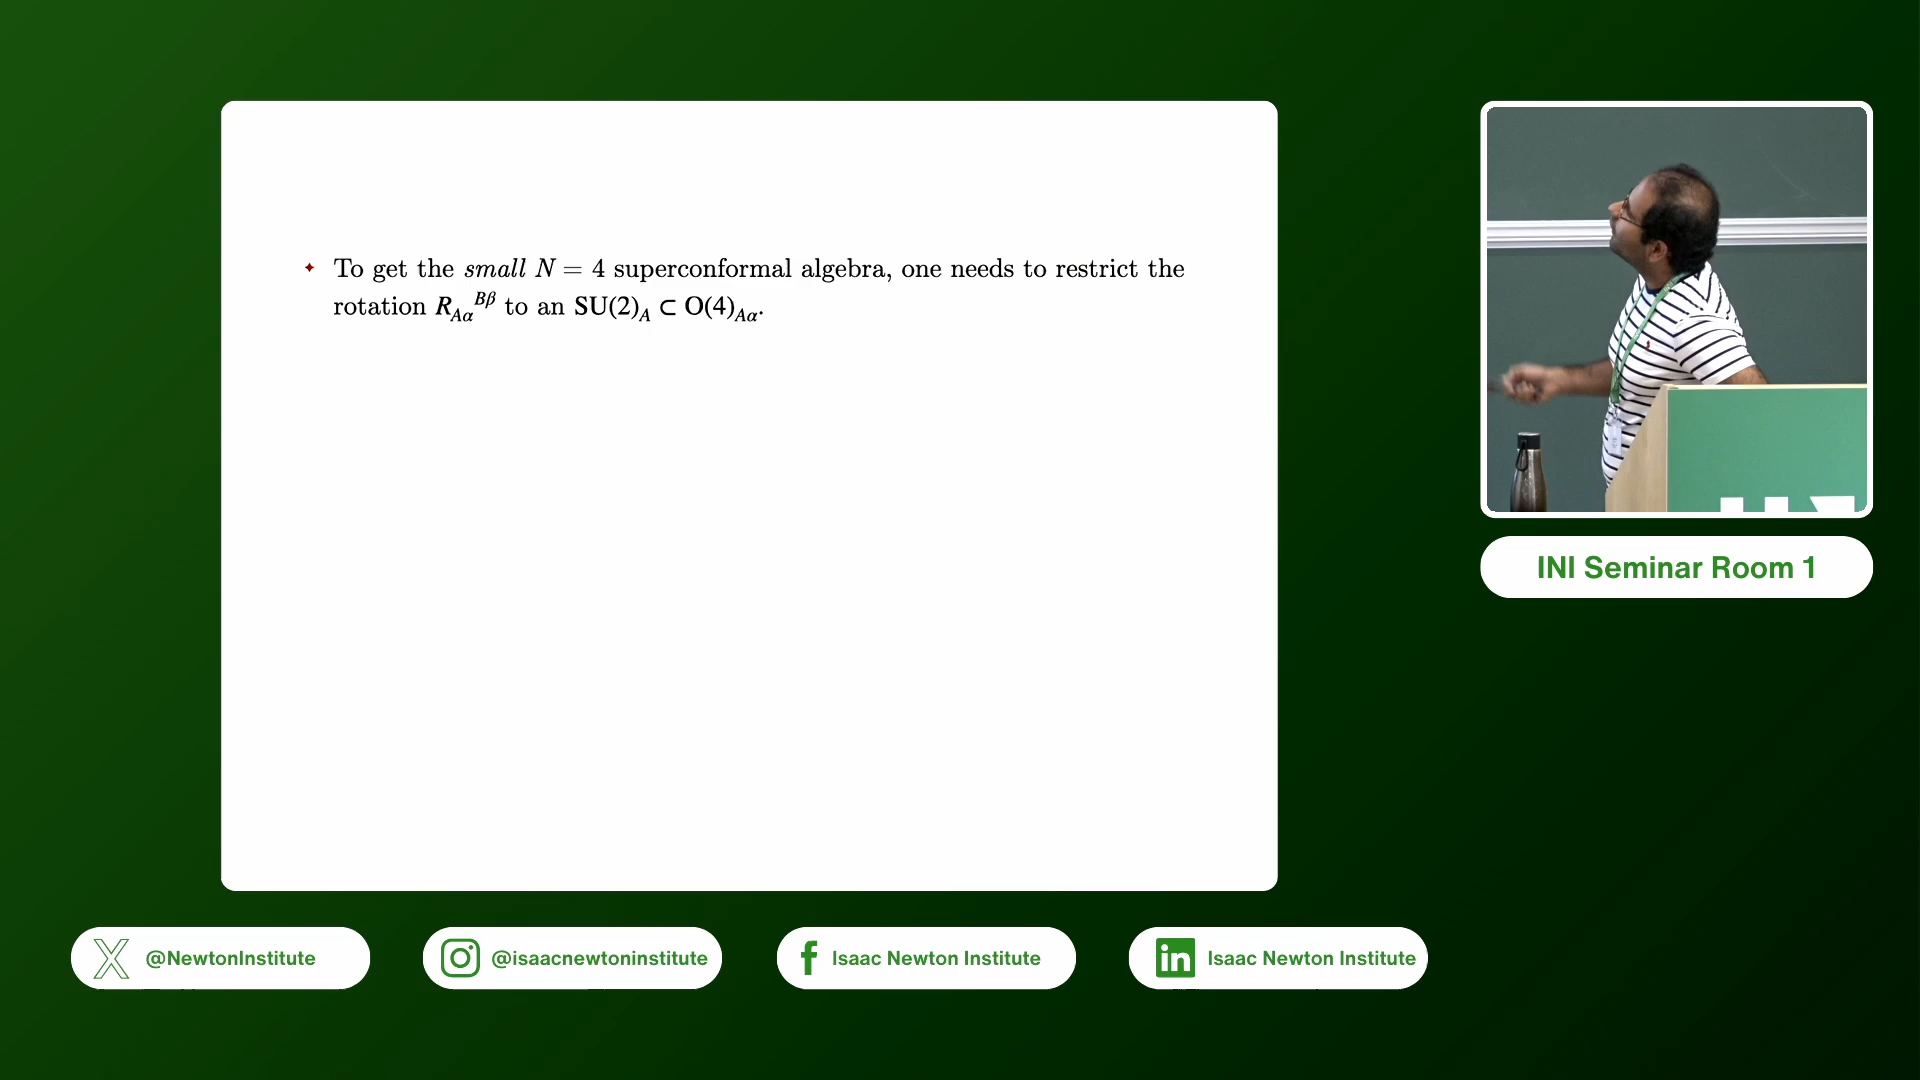 ✦ To get the small N = 4 superconformal algebra, one needs to restrict the
rotation R_{Aα}^{Bβ} to an SU(2)_A ⊂ O(4)_{Aα}.
INI Seminar Room 1
@NewtonInstitute
@isaacnewtoninstitute
Isaac Newton Institute
Isaac Newton Institute